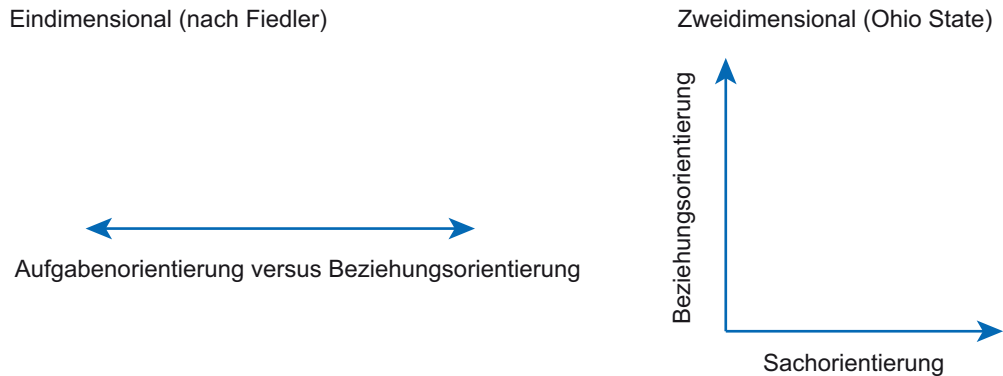 Eindimensional (nach Fiedler)
Aufgabenorientierung versus Beziehungsorientierung
Zweidimensional (Ohio State)
Beziehungsorientierung
Sachorientierung